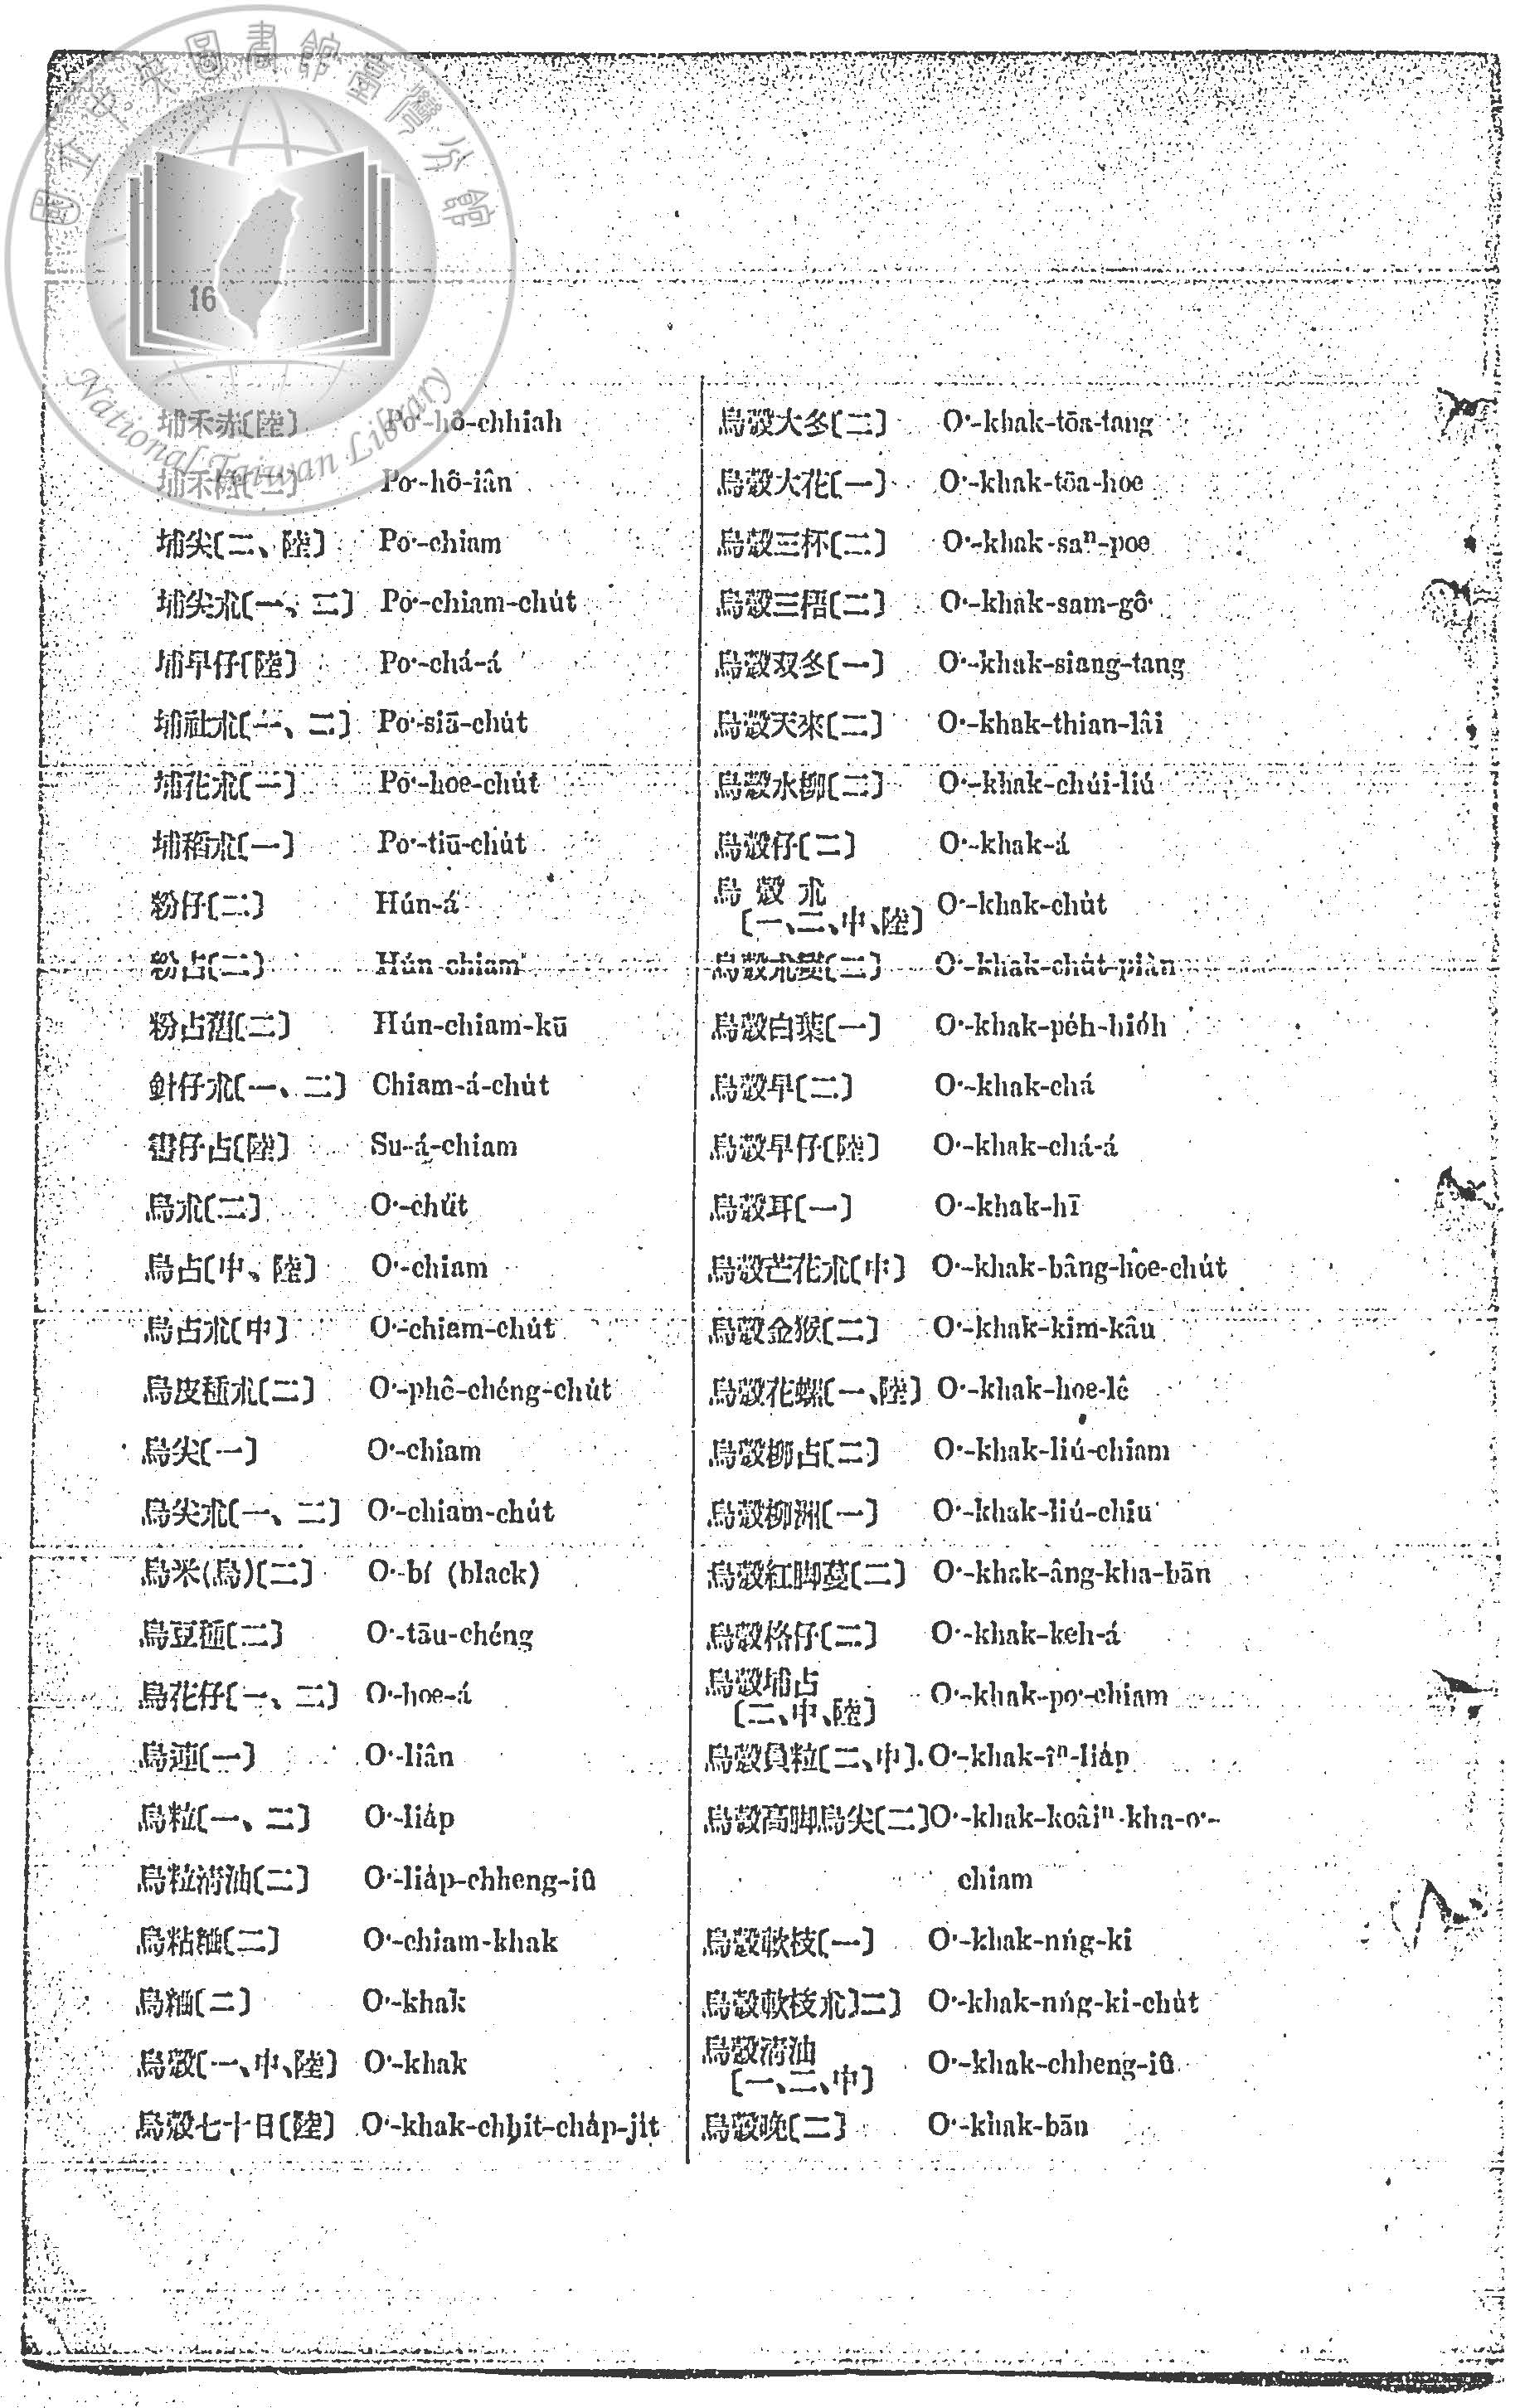 國立中央圖書館臺灣分館
National Taiwan Library
16
埔禾赤〔陸〕 Po·-hô-chhiah
Po·-hô-iân
埔尖〔二、陸〕 Po·-chiam
埔尖朮〔一、二〕 Po·-chiam-chu̍t
埔早仔〔陸〕 Po·-chá-á
埔社朮〔一、二〕 Po·-siā-chu̍t
埔花朮〔一〕 Po·-hoe-chu̍t
埔稻朮〔一〕 Po·-tiū-chu̍t
粉仔〔二〕 Hún-á
粉占〔二〕 Hún-chiam
粉占舊〔二〕 Hún-chiam-kū
針仔朮〔一、二〕 Chiam-á-chu̍t
書仔占〔陸〕 Su-á-chiam
烏朮〔二〕 O·-chu̍t
烏占〔中、陸〕 O·-chiam
烏占朮〔中〕 O·-chiam-chu̍t
烏皮種朮〔二〕 O·-phê-chéng-chu̍t
烏尖〔一〕 O·-chiam
烏尖朮〔一、二〕 O·-chiam-chu̍t
烏米(烏)〔二〕 O·-bí (black)
烏豆種〔二〕 O·-tāu-chéng
烏花仔〔一、二〕 O·-hoe-á
烏蓮〔一〕 O·-liân
烏粒〔一、二〕 O·-lia̍p
烏粒淸油〔二〕 O·-lia̍p-chheng-iû
烏粘粬〔二〕 O·-chiam-khak
烏粬〔二〕 O·-khak
烏殼〔一、中、陸〕 O·-khak
烏殼七十日〔陸〕 O·-khak-chhit-cha̍p-ji̍t
烏殼大冬〔二〕 O·-khak-tōa-tang
烏殼大花〔一〕 O·-khak-tōa-hoe
烏殼三杯〔二〕 O·-khak-saⁿ-poe
烏殼三梧〔二〕 O·-khak-sam-gô·
烏殼双冬〔一〕 O·-khak-siang-tang
烏殼天來〔二〕 O·-khak-thian-lâi
烏殼水柳〔二〕 O·-khak-chúi-liú
烏殼仔〔二〕 O·-khak-á
烏 殼 朮
〔一、二、中、陸〕 O·-khak-chu̍t
烏殼朮變〔二〕 O·-khak-chu̍t-piàn
烏殼白葉〔一〕 O·-khak-pe̍h-hio̍h
烏殼早〔二〕 O·-khak-chá
烏殼早仔〔陸〕 O·-khak-chá-á
烏殼耳〔一〕 O·-khak-hī
烏殼芒花朮〔中〕 O·-khak-bâng-hoe-chu̍t
烏殼金猴〔二〕 O·-khak-kim-kâu
烏殼花螺〔一、陸〕 O·-khak-hoe-lê
烏殼柳占〔二〕 O·-khak-liú-chiam
烏殼柳洲〔一〕 O·-khak-liú-chiu
烏殼紅脚蔓〔二〕 O·-khak-âng-kha-bān
烏殼格仔〔二〕 O·-khak-keh-á
烏殼埔占
〔二、中、陸〕 O·-khak-po·-chiam
烏殼員粒〔二、中〕. O·-khak-îⁿ-lia̍p
烏殼高脚烏尖〔二〕O·-khak-koâiⁿ-kha-o·-
chiam
烏殼軟枝〔一〕 O·-khak-nńg-ki
烏殼軟枝朮〕二〕 O·-khak-nńg-ki-chu̍t
烏殼淸油
〔一、二、中〕 O·-khak-chheng-iû
烏殼晚〔二〕 O·-khak-bān